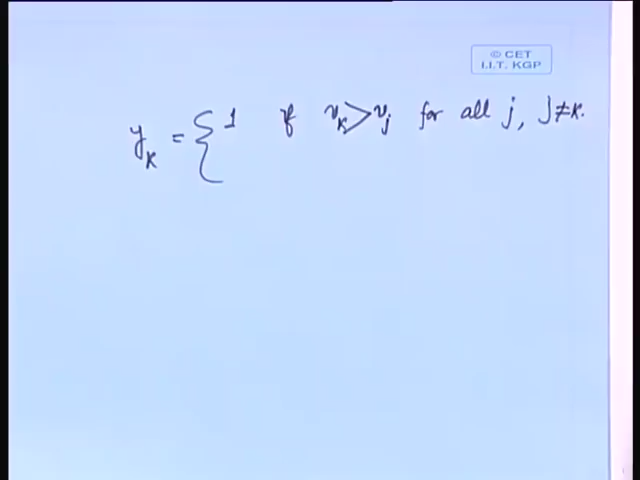 © CET
I.I.T. KGP
y_k = { 1 if v_k > v_j for all j, j ≠ k.